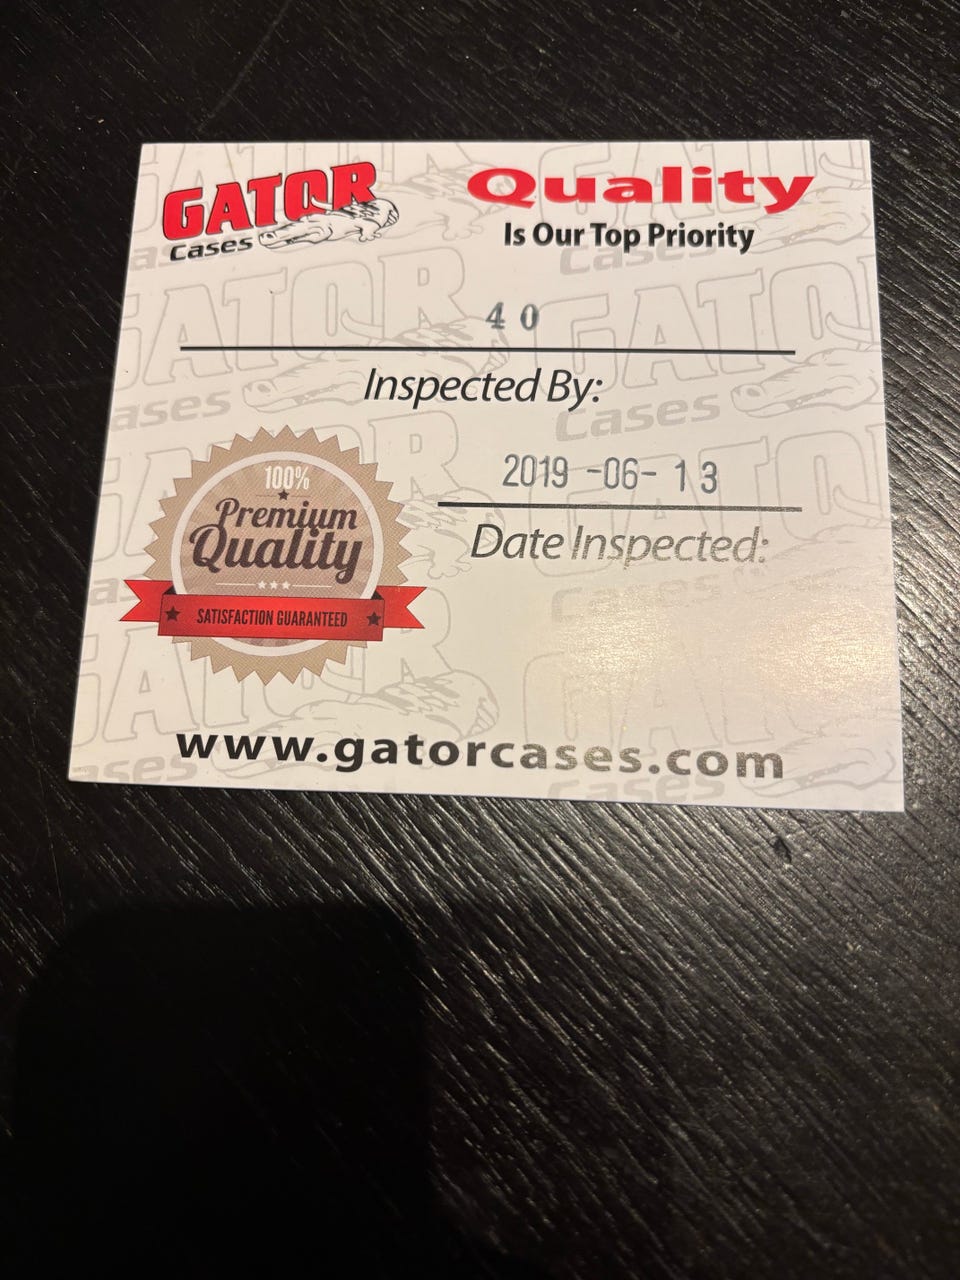 GATOR
Cases
Quality
Is Our Top Priority
40
Inspected By:
2019-06-13
Date Inspected:
100%
Premium
Quality
SATISFACTION GUARANTEED
www.gatorcases.com